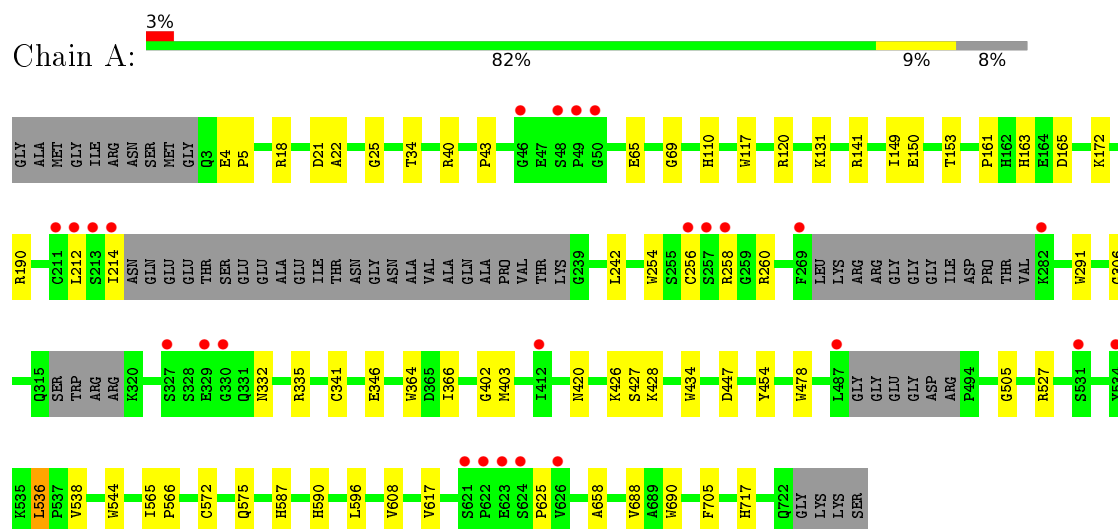 3%
Chain A:
82% 9% 8%
GLY ALA MET GLY ILE ARG ASN SER MET GLY Q3 E4 P5 R18 D21 A22 G25 T34 R40 P43 G46 E47 S48 P49 G50 E65 G69 H110 W117 R120 K131 R141 I149 E150 T153 P161 H162 H163 E164 D165 K172
R190 C211 L212 S213 I214 ASN GLN GLU GLU THR SER GLU GLU ALA GLU ILE THR ASN GLY ASN ALA VAL ALA GLN ALA PRO VAL THR LYS G239 L242 W254 S255 C256 S257 R258 G259 R260 F269 LEU LYS ARG ARG GLY GLY GLY ILE ASP PRO THR VAL K282 W291
Q315 SER TRP ARG ARG K320 S327 S328 E329 G330 Q331 N332 R335 C341 E346 W364 D365 I366 G402 M403 I412 N420 K426 S427 K428 W434 D447 Y454 W478 L487 GLY GLY GLU GLY ASP ARG P494 G505 R527 S531
K535 L536 P537 V538 W544 I565 P566 C572 Q575 H587 H590 L596 V608 V617 S621 P622 E623 S624 P625 V626 A658 V688 A689 W690 F705 H717 Q722 GLY LYS LYS SER